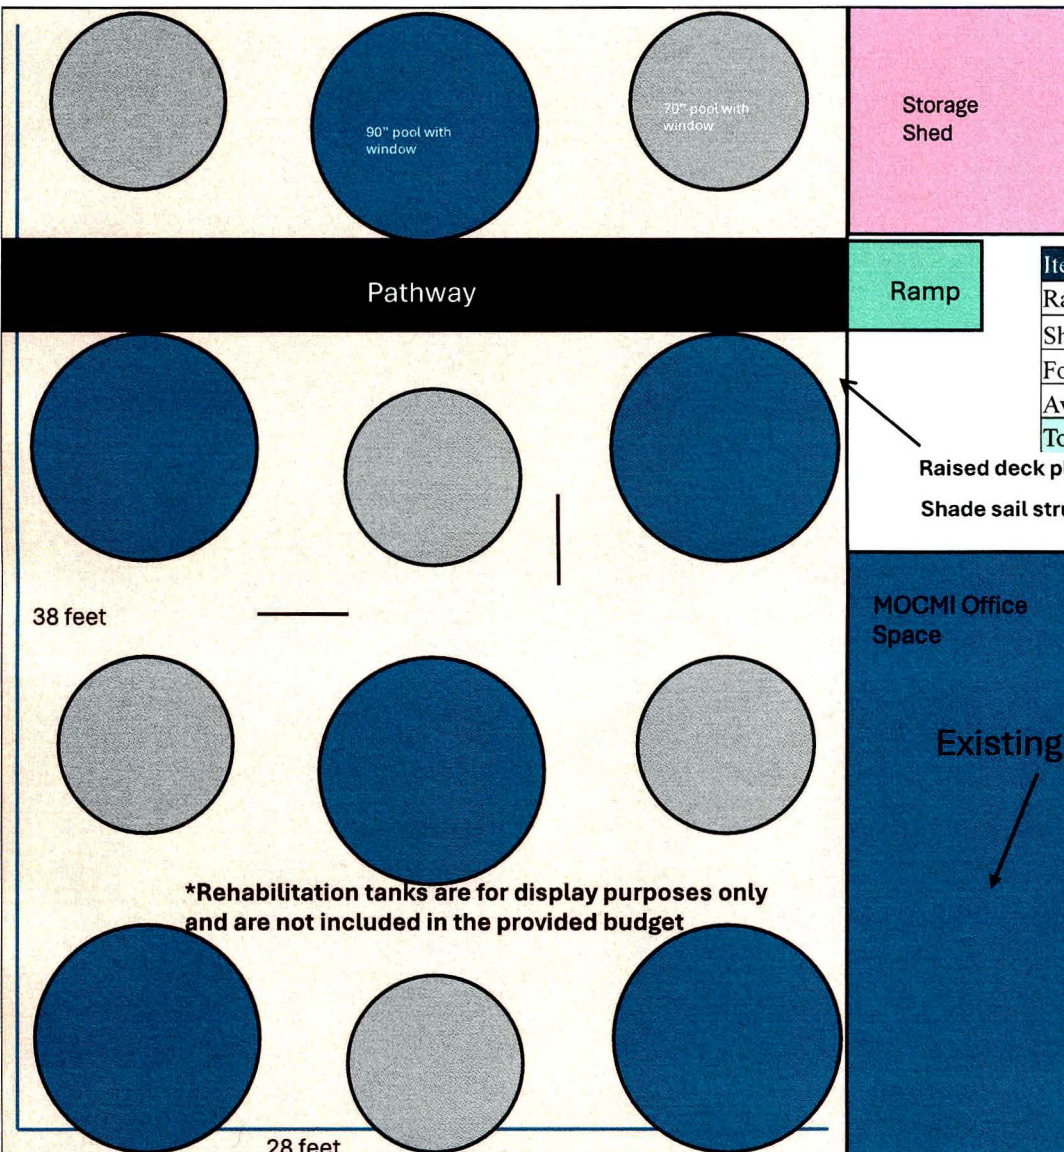 90" pool with
window
70" pool with
window
Storage
Shed
Pathway
Ramp
Raised deck
Shade sail
38 feet
MOCMI Office
Space
Existing
*Rehabilitation tanks are for display purposes only
and are not included in the provided budget
28 feet